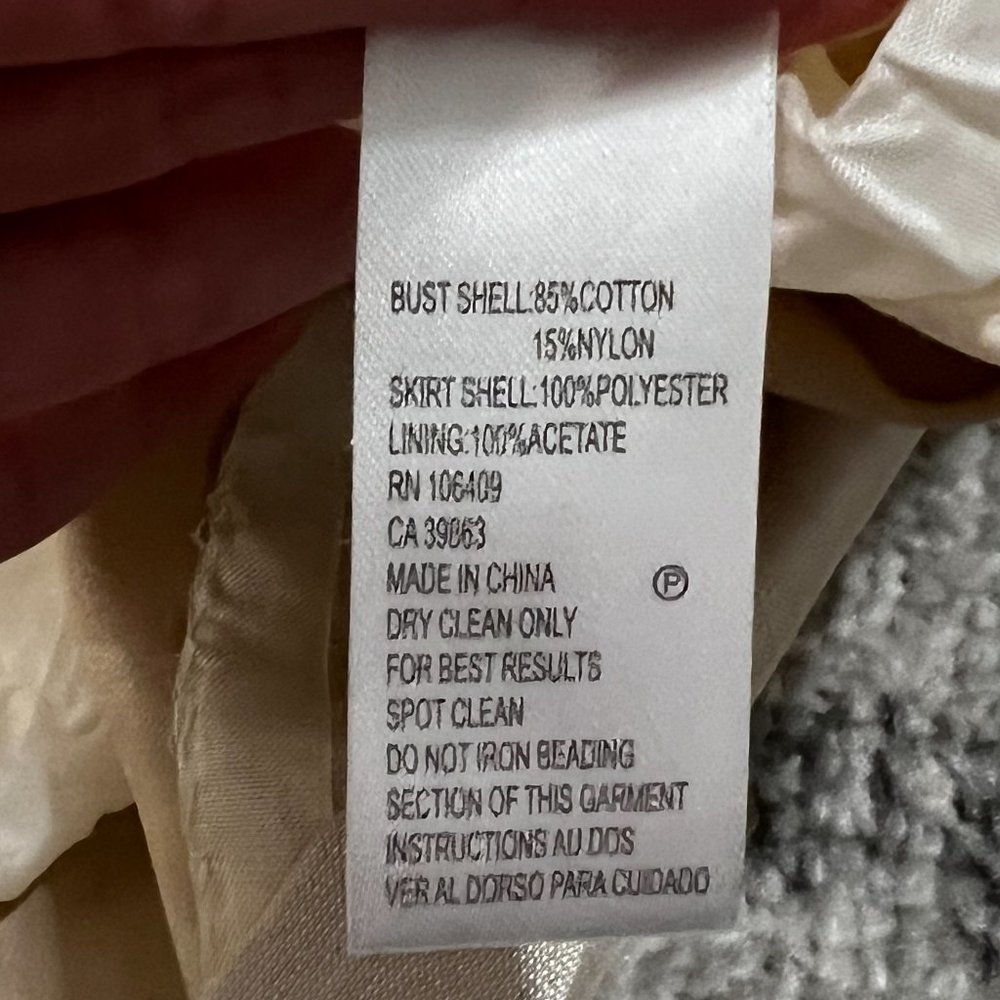 BUST SHELL:85%COTTON
15%NYLON
SKIRT SHELL:100%POLYESTER
LINING:100%ACETATE
RN 106409
CA 39063
MADE IN CHINA
P
DRY CLEAN ONLY
FOR BEST RESULTS
SPOT CLEAN
DO NOT IRON BEADING
SECTION OF THIS GARMENT
INSTRUCTIONS AU DOS
VER AL DORSO PARA CUIDADO